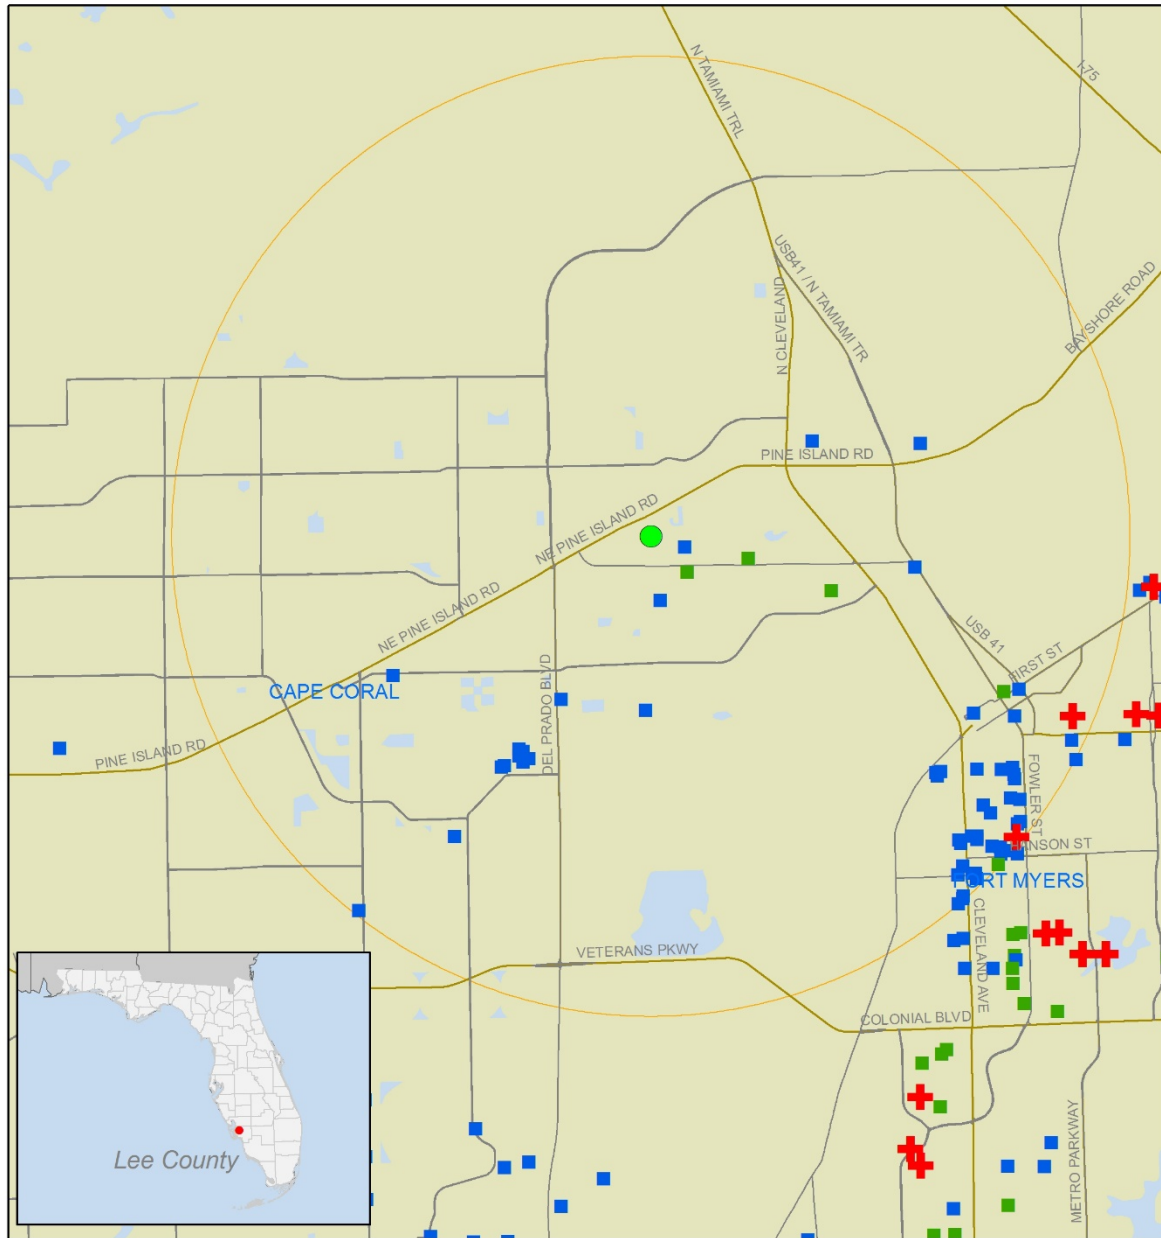 I-75
N TAMIAMI TRL
USB41 / N TAMIAMI TR
N CLEVELAND
BAYSHORE ROAD
PINE ISLAND RD
NE PINE ISLAND RD
NE PINE ISLAND RD
USB 41
FIRST ST
CAPE CORAL
DEL PRADO BLVD
PINE ISLAND RD
FOWLER ST
HANSON ST
FORT MYERS
CLEVELAND AVE
VETERANS PKWY
COLONIAL BLVD
METRO PARKWAY
Lee County